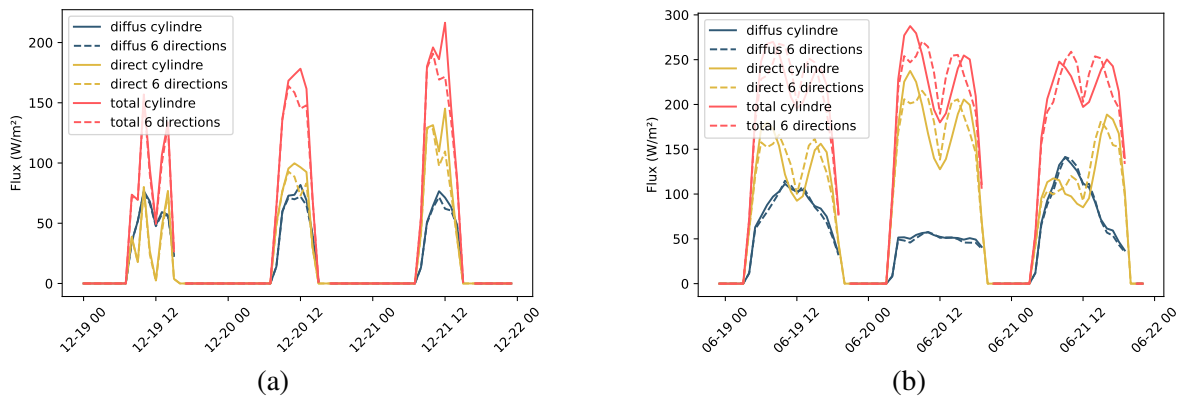 diffus cylindre
diffus 6 directions
direct cylindre
direct 6 directions
total cylindre
total 6 directions
Flux (W/m²)
200
150
100
50
0
12-19 00
12-19 12
12-20 00
12-20 12
12-21 00
12-21 12
12-22 00
(a)
diffus cylindre
diffus 6 directions
direct cylindre
direct 6 directions
total cylindre
total 6 directions
Flux (W/m²)
300
250
200
150
100
50
0
06-19 00
06-19 12
06-20 00
06-20 12
06-21 00
06-21 12
06-22 00
(b)